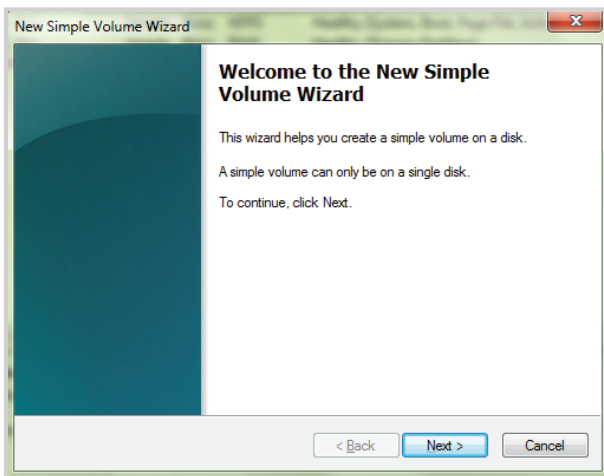 New Simple Volume Wizard
Welcome to the New Simple
Volume Wizard
This wizard helps you create a simple volume on a disk.
A simple volume can only be on a single disk.
To continue, click Next.
< Back
Next >
Cancel